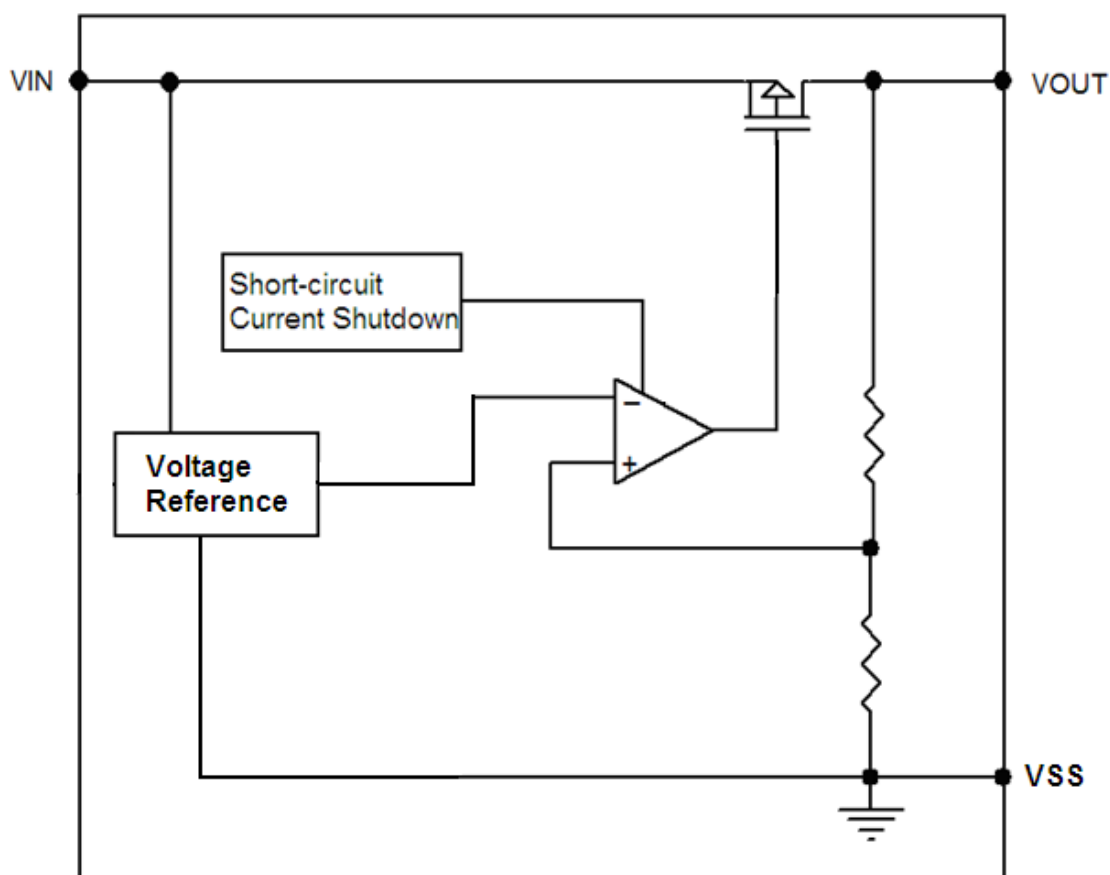 VIN
VOUT
Short-circuit
Current Shutdown
−
Voltage
Reference
+
VSS